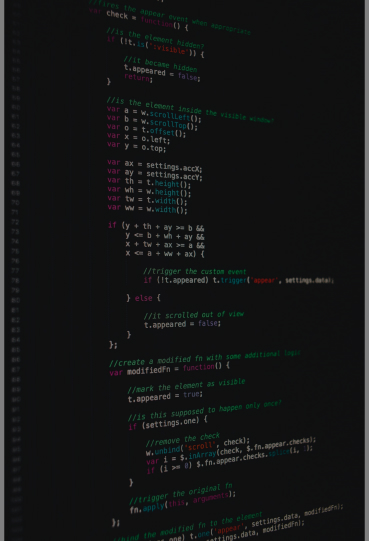 //fires the appear event when appropriate
var check = function() {
//is the element hidden?
if (!t.is(':visible')) {
//it became hidden
t.appeared = false;
return;
}
//is the element inside the visible window?
var a = w.scrollLeft();
var b = w.scrollTop();
var o = t.offset();
var x = o.left;
var y = o.top;
var ax = settings.accX;
var ay = settings.accY;
var th = t.height();
var wh = w.height();
var tw = t.width();
var ww = w.width();
if (y + th + ay >= b &&
y <= b + wh + ay &&
x + tw + ax >= a &&
x <= a + ww + ax) {
//trigger the custom event
if (!t.appeared) t.trigger('appear', settings.data);
} else {
//it scrolled out of view
t.appeared = false;
}
};
//create a modified fn with some additional logic
var modifiedFn = function() {
//mark the element as visible
t.appeared = true;
//is this supposed to happen only once?
if (settings.one) {
//remove the check
w.unbind('scroll', check);
var i = $.inArray(check, $.fn.appear.checks);
if (i >= 0) $.fn.appear.checks.splice(i, 1);
}
//trigger the original fn
fn.apply(this, arguments);
};
//bind the modified fn to the element
(settings.one) t.one('appear', settings.data, modifiedFn);
settings.data, modifiedFn);